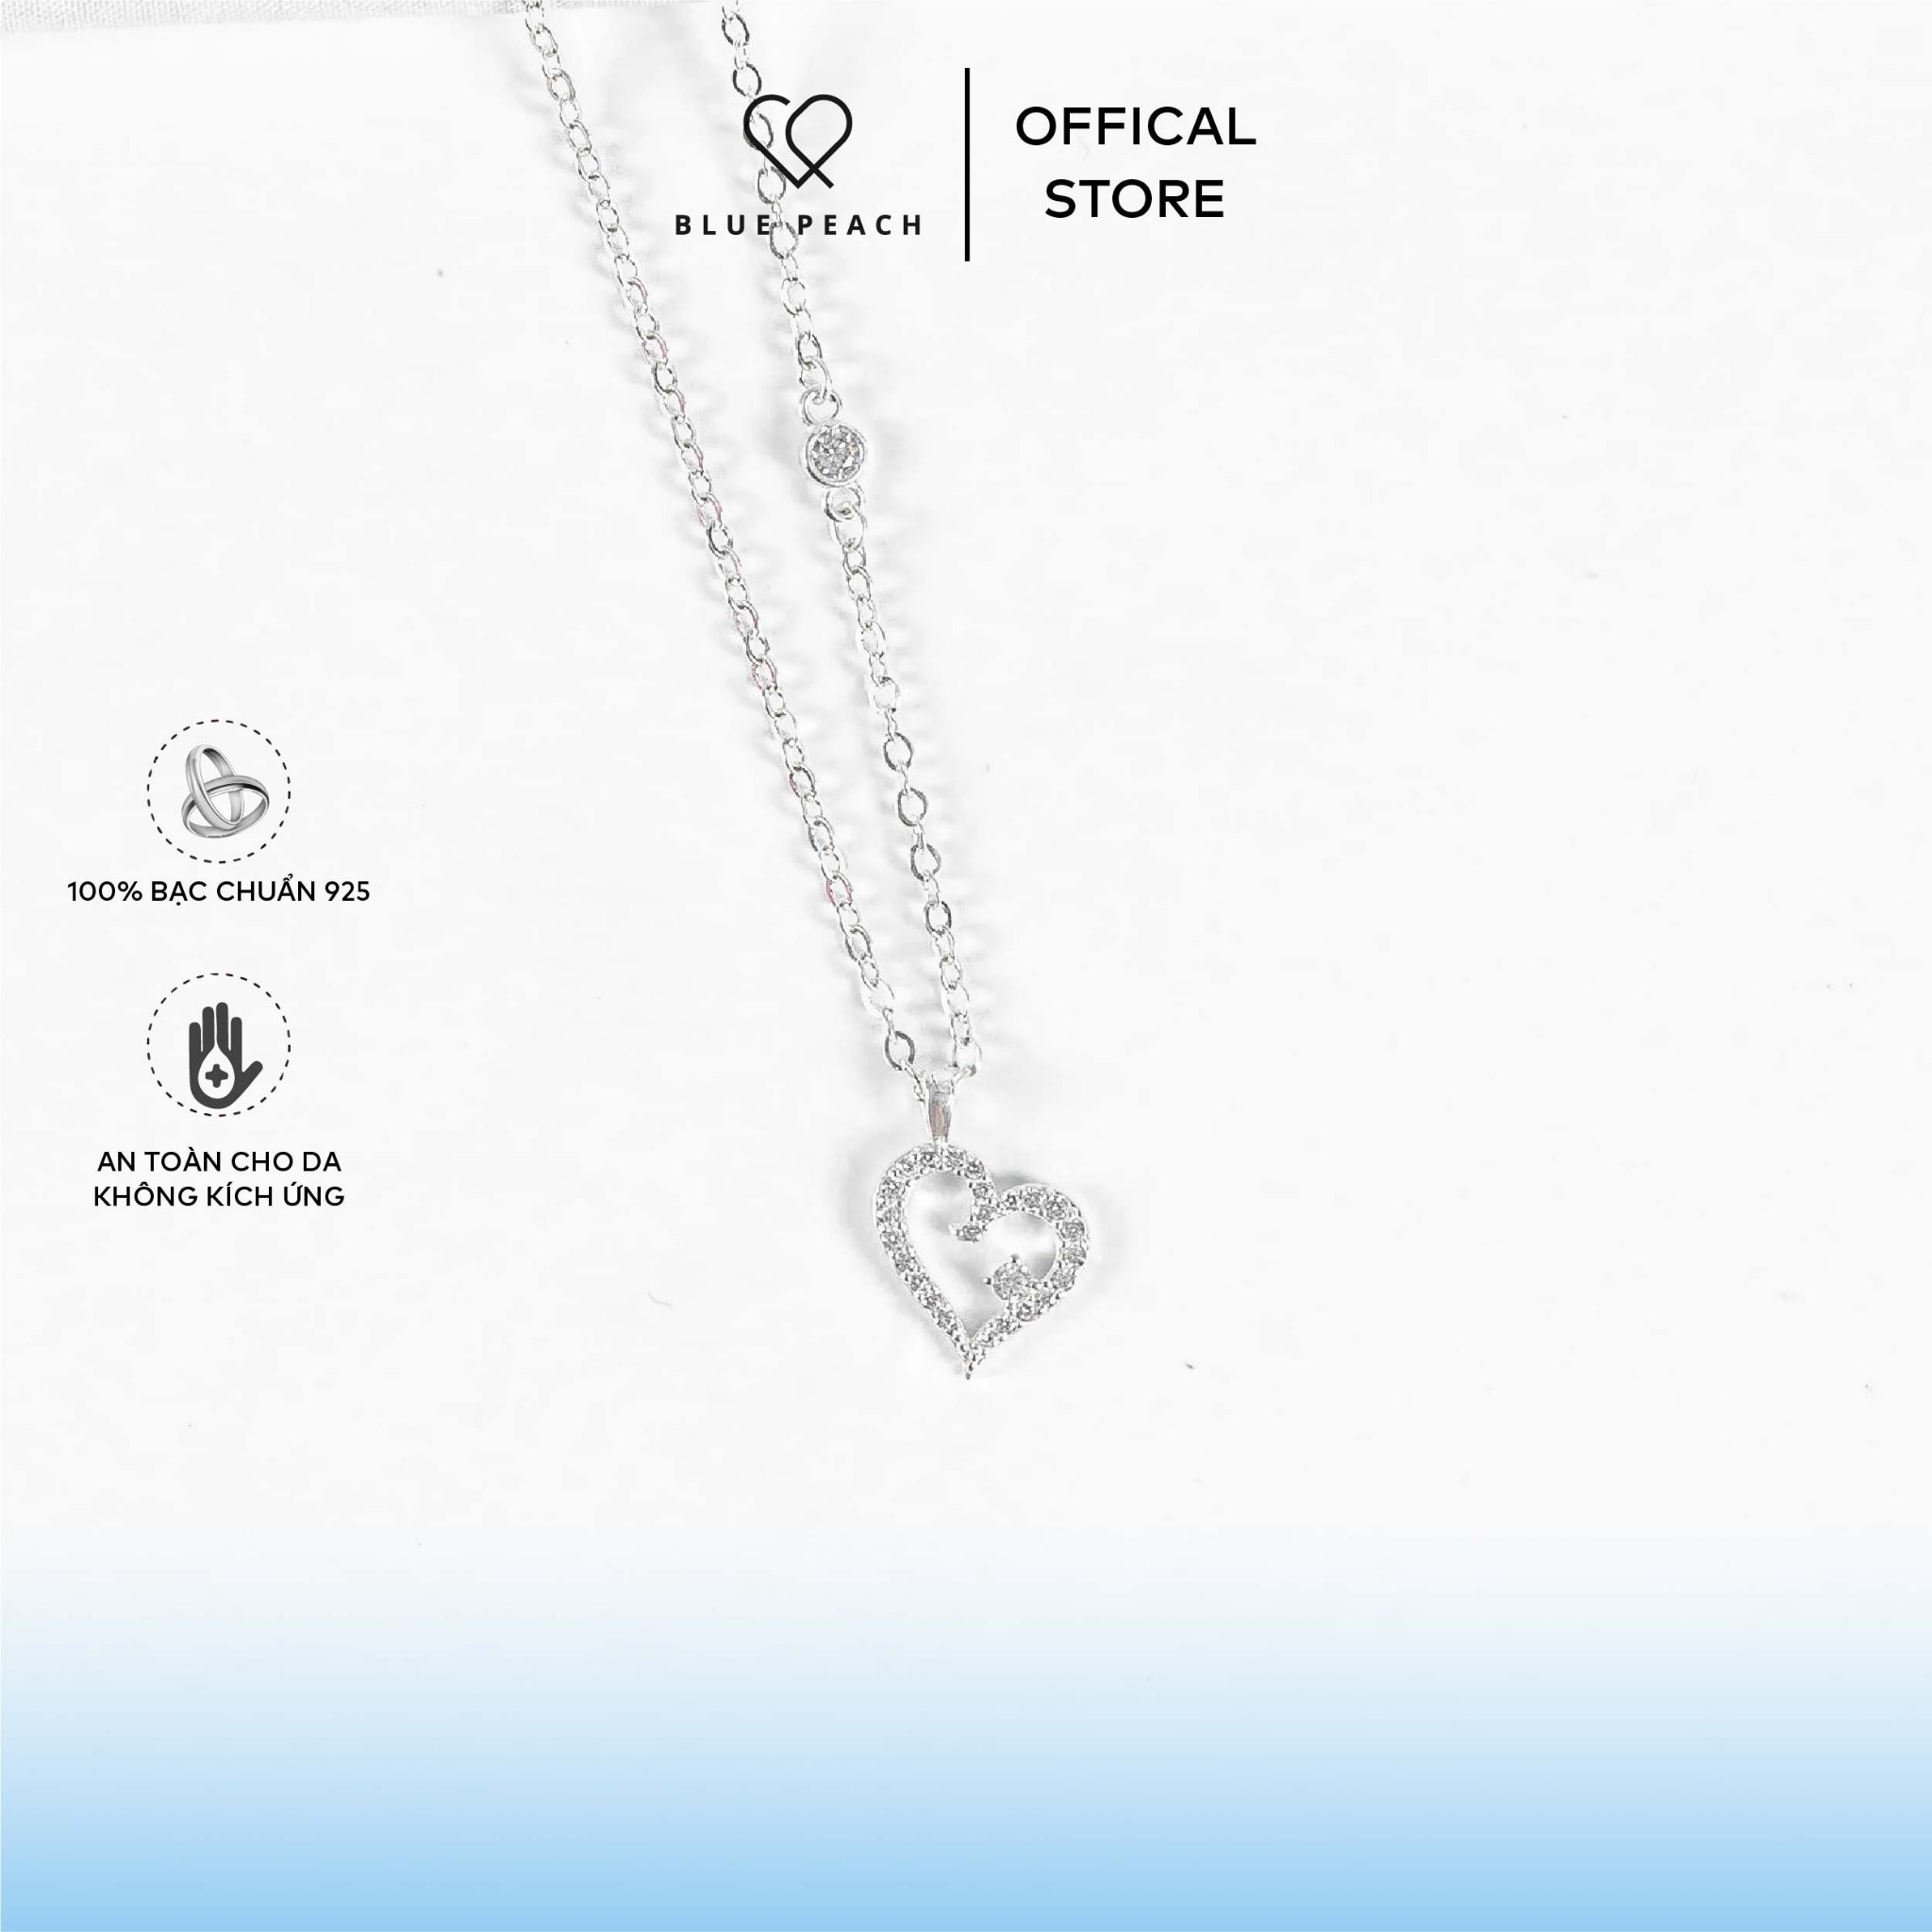 BLUE PEACH
OFFICAL
STORE
100% BẠC CHUẨN 925
AN TOÀN CHO DA
KHÔNG KÍCH ỨNG